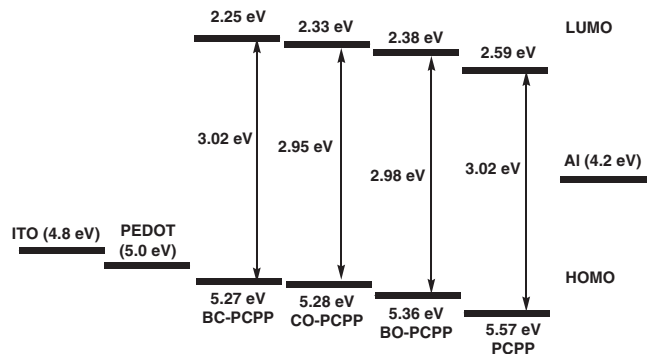 2.25 eV
2.33 eV
2.38 eV
2.59 eV
LUMO
3.02 eV
2.95 eV
2.98 eV
3.02 eV
Al (4.2 eV)
ITO (4.8 eV)
PEDOT
(5.0 eV)
HOMO
5.27 eV
BC-PCPP
5.28 eV
CO-PCPP
5.36 eV
BO-PCPP
5.57 eV
PCPP